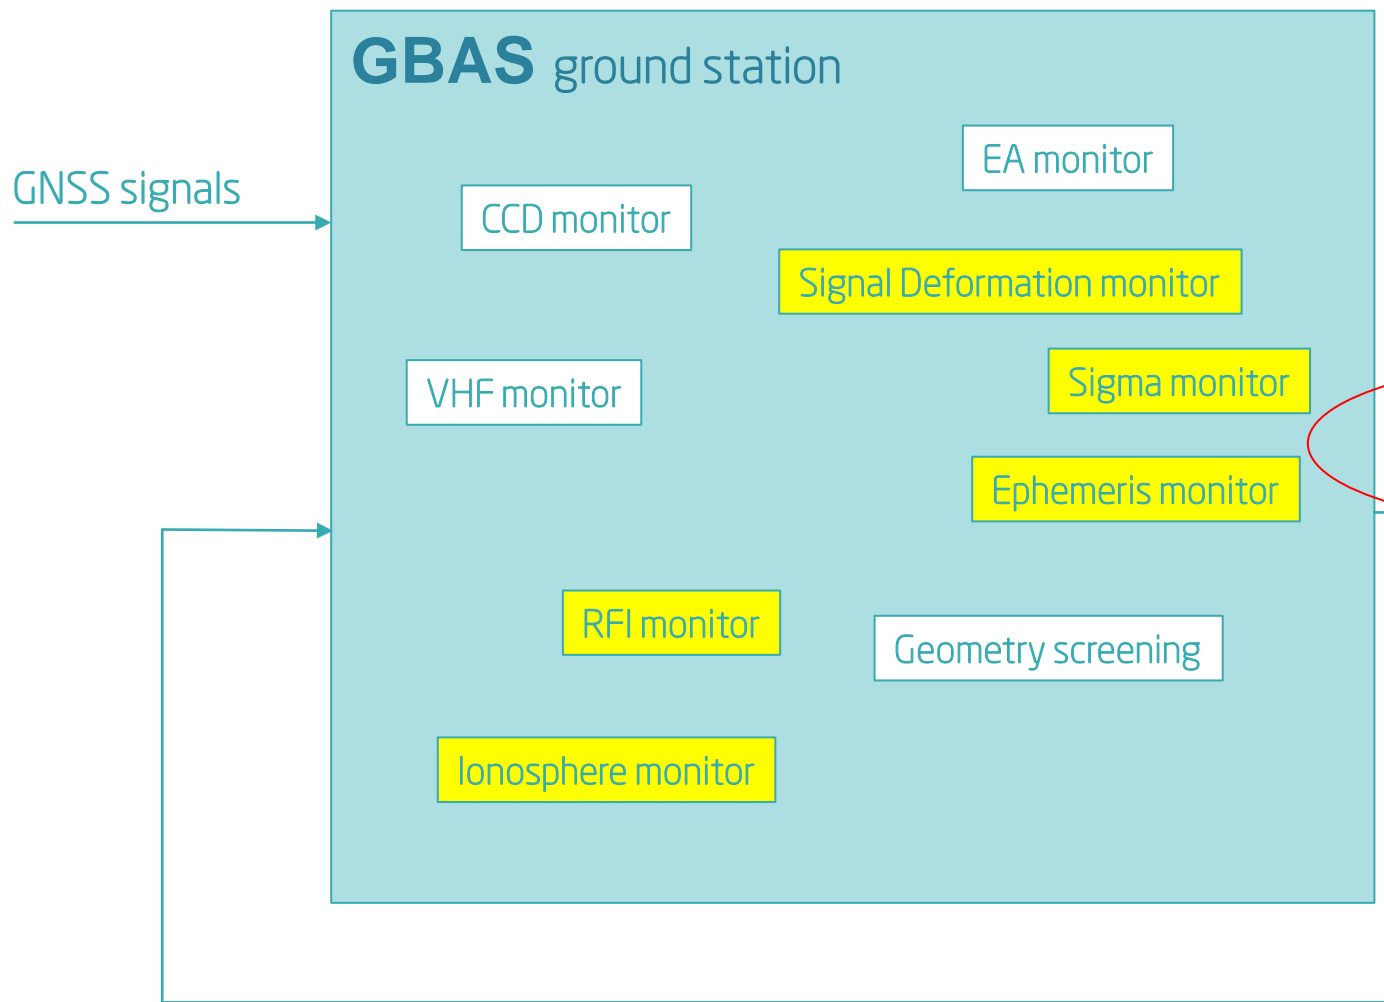 GBAS ground station
GNSS signals
EA monitor
CCD monitor
Signal Deformation monitor
Sigma monitor
VHF monitor
Ephemeris monitor
RFI monitor
Geometry screening
Ionosphere monitor